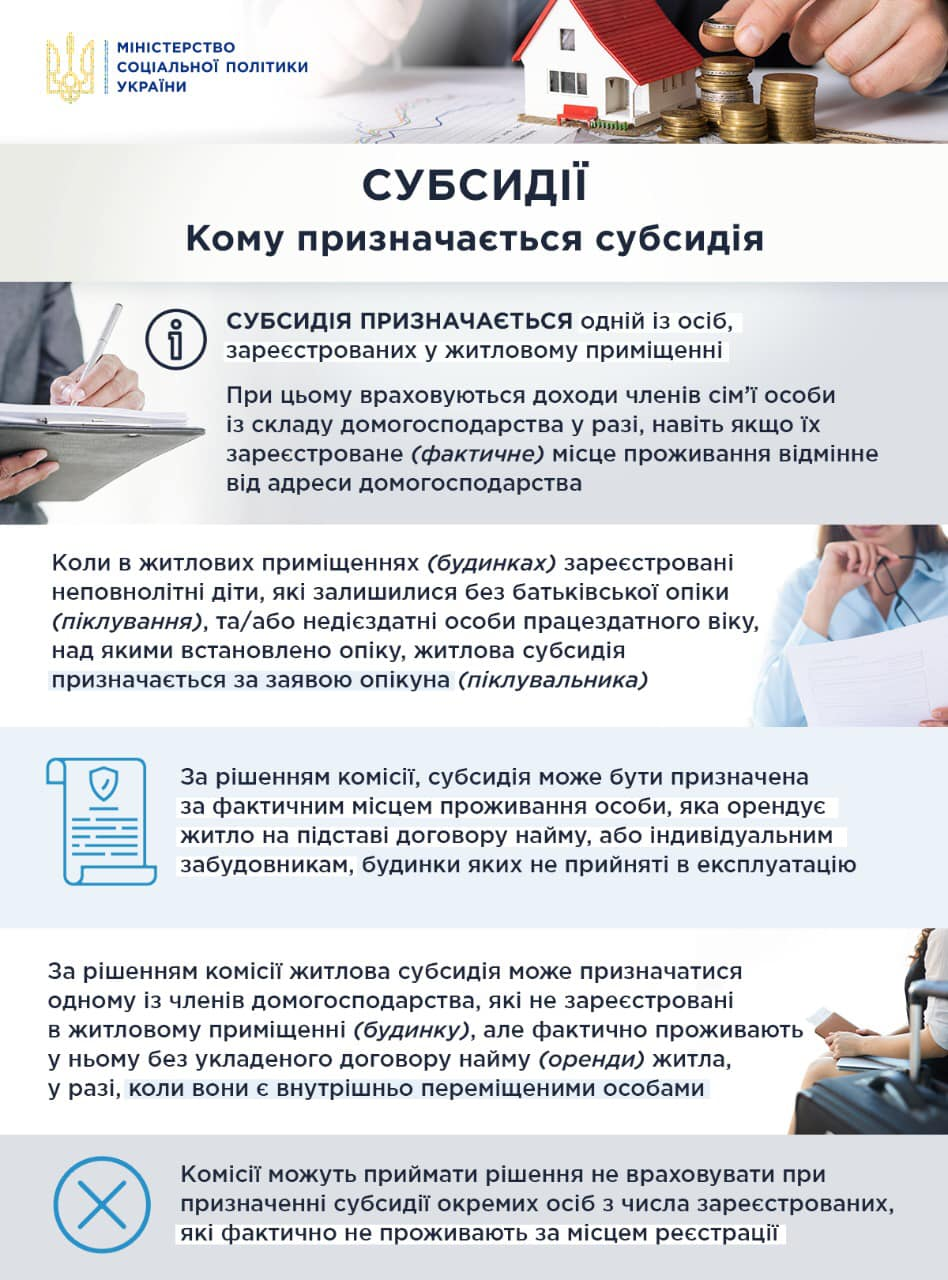 МІНІСТЕРСТВО
СОЦІАЛЬНОЇ ПОЛІТИКИ
УКРАЇНИ
СУБСИДІЇ
Кому призначається субсидія
СУБСИДІЯ ПРИЗНАЧАЄТЬСЯ одній із осіб,
зареєстрованих у житловому приміщенні
При цьому враховуються доходи членів сім’ї особи
із складу домогосподарства у разі, навіть якщо їх
зареєстроване (фактичне) місце проживання відмінне
від адреси домогосподарства
Коли в житлових приміщеннях (будинках) зареєстровані
неповнолітні діти, які залишилися без батьківської опіки
(піклування), та/або недієздатні особи працездатного віку,
над якими встановлено опіку, житлова субсидія
призначається за заявою опікуна (піклувальника)
За рішенням комісії, субсидія може бути призначена
за фактичним місцем проживання особи, яка орендує
житло на підставі договору найму, або індивідуальним
забудовникам, будинки яких не прийняті в експлуатацію
За рішенням комісії житлова субсидія може призначатися
одному із членів домогосподарства, які не зареєстровані
в житловому приміщенні (будинку), але фактично проживають
у ньому без укладеного договору найму (оренди) житла,
у разі, коли вони є внутрішньо переміщеними особами
Комісії можуть приймати рішення не враховувати при
призначенні субсидії окремих осіб з числа зареєстрованих,
які фактично не проживають за місцем реєстрації